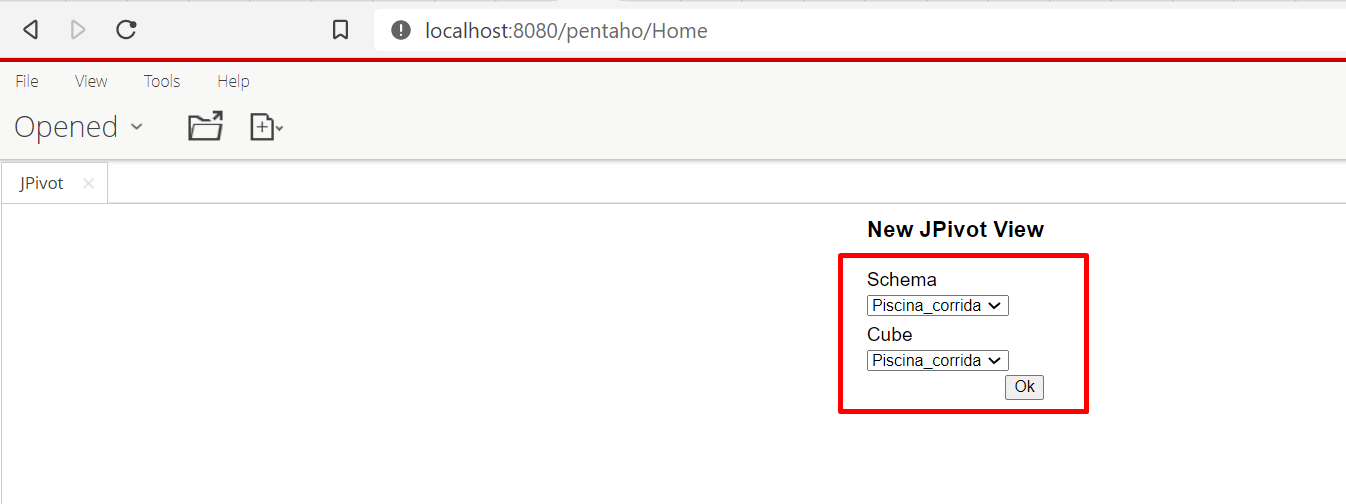 localhost:8080/pentaho/Home
File View Tools Help
Opened
JPivot
New JPivot View
Schema
Piscina_corrida
Cube
Piscina_corrida
Ok